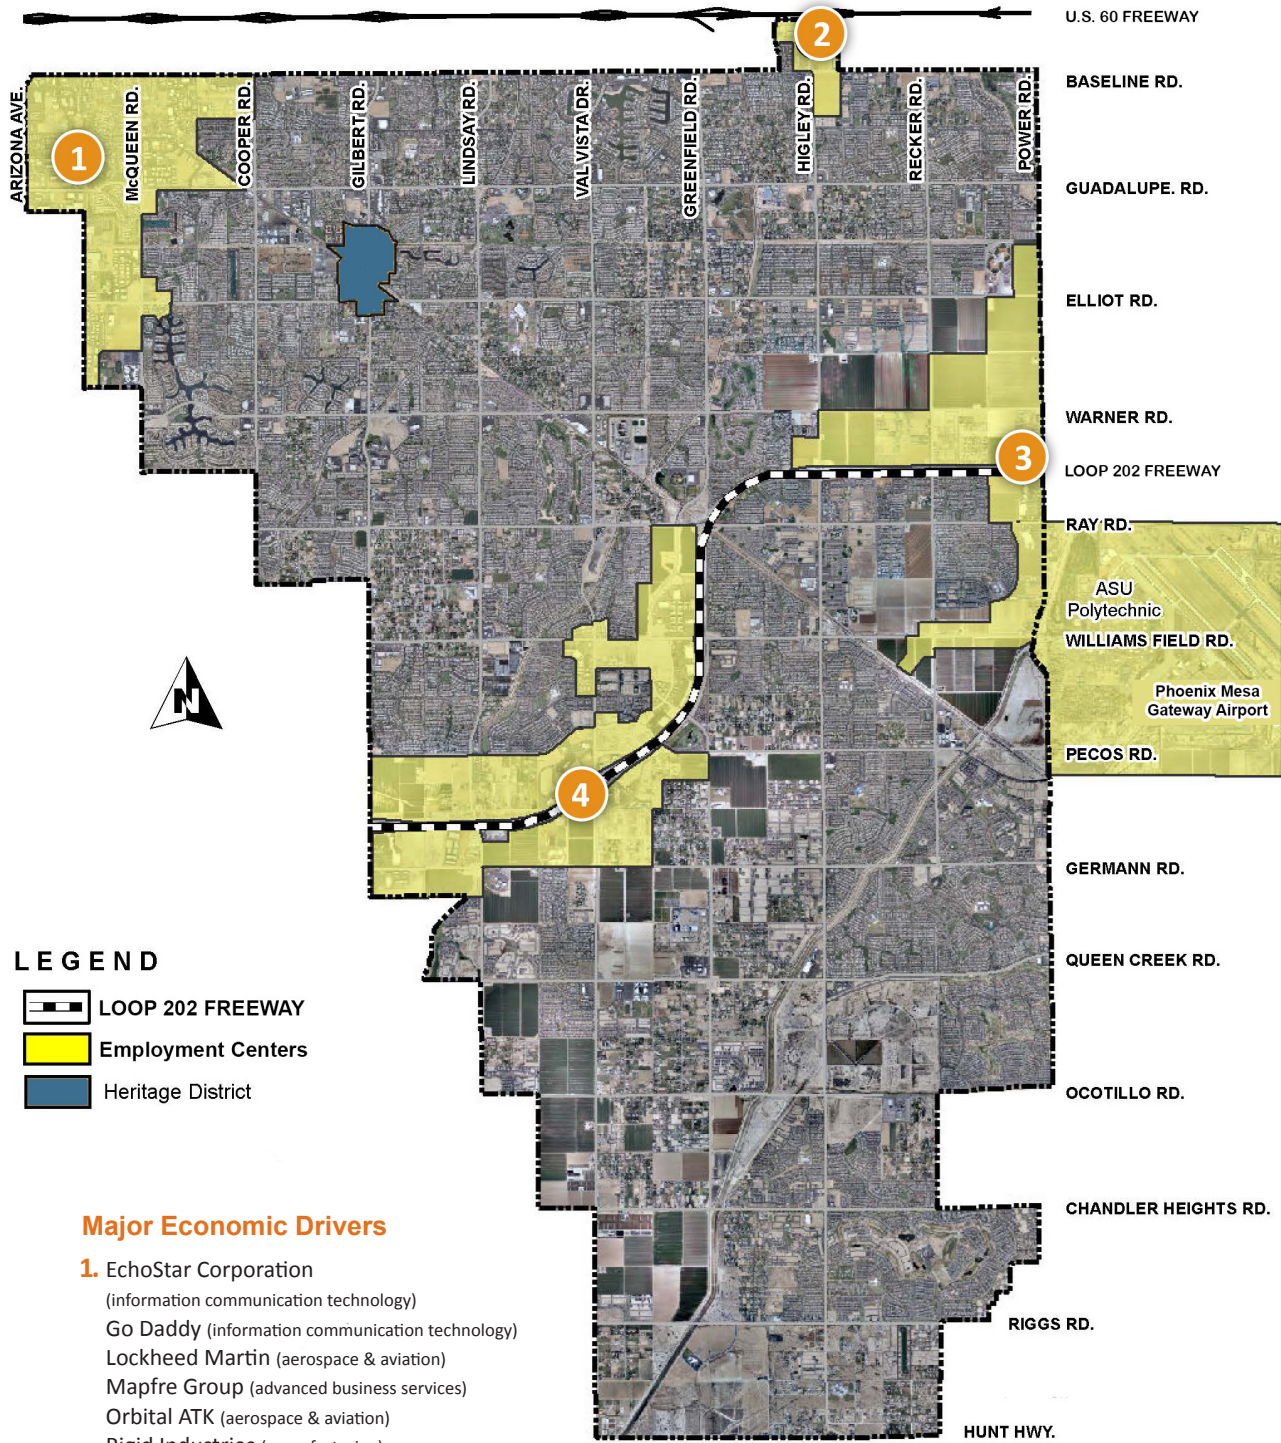 U.S. 60 FREEWAY
2
BASELINE RD.
ARIZONA AVE.
McQUEEN RD.
COOPER RD.
GILBERT RD.
LINDSAY RD.
VAL VISTA DR.
GREENFIELD RD.
HIGLEY RD.
RECKER RD.
POWER RD.
1
GUADALUPE. RD.
ELLIOT RD.
WARNER RD.
3
LOOP 202 FREEWAY
RAY RD.
ASU
Polytechnic
WILLIAMS FIELD RD.
N
Phoenix Mesa
Gateway Airport
PECOS RD.
4
GERMANN RD.
QUEEN CREEK RD.
LEGEND
LOOP 202 FREEWAY
Employment Centers
Heritage District
OCOTILLO RD.
CHANDLER HEIGHTS RD.
RIGGS RD.
HUNT HWY.
Major Economic Drivers
1. EchoStar Corporation
(information communication technology)
Go Daddy (information communication technology)
Lockheed Martin (aerospace & aviation)
Mapfre Group (advanced business services)
Orbital ATK (aerospace & aviation)